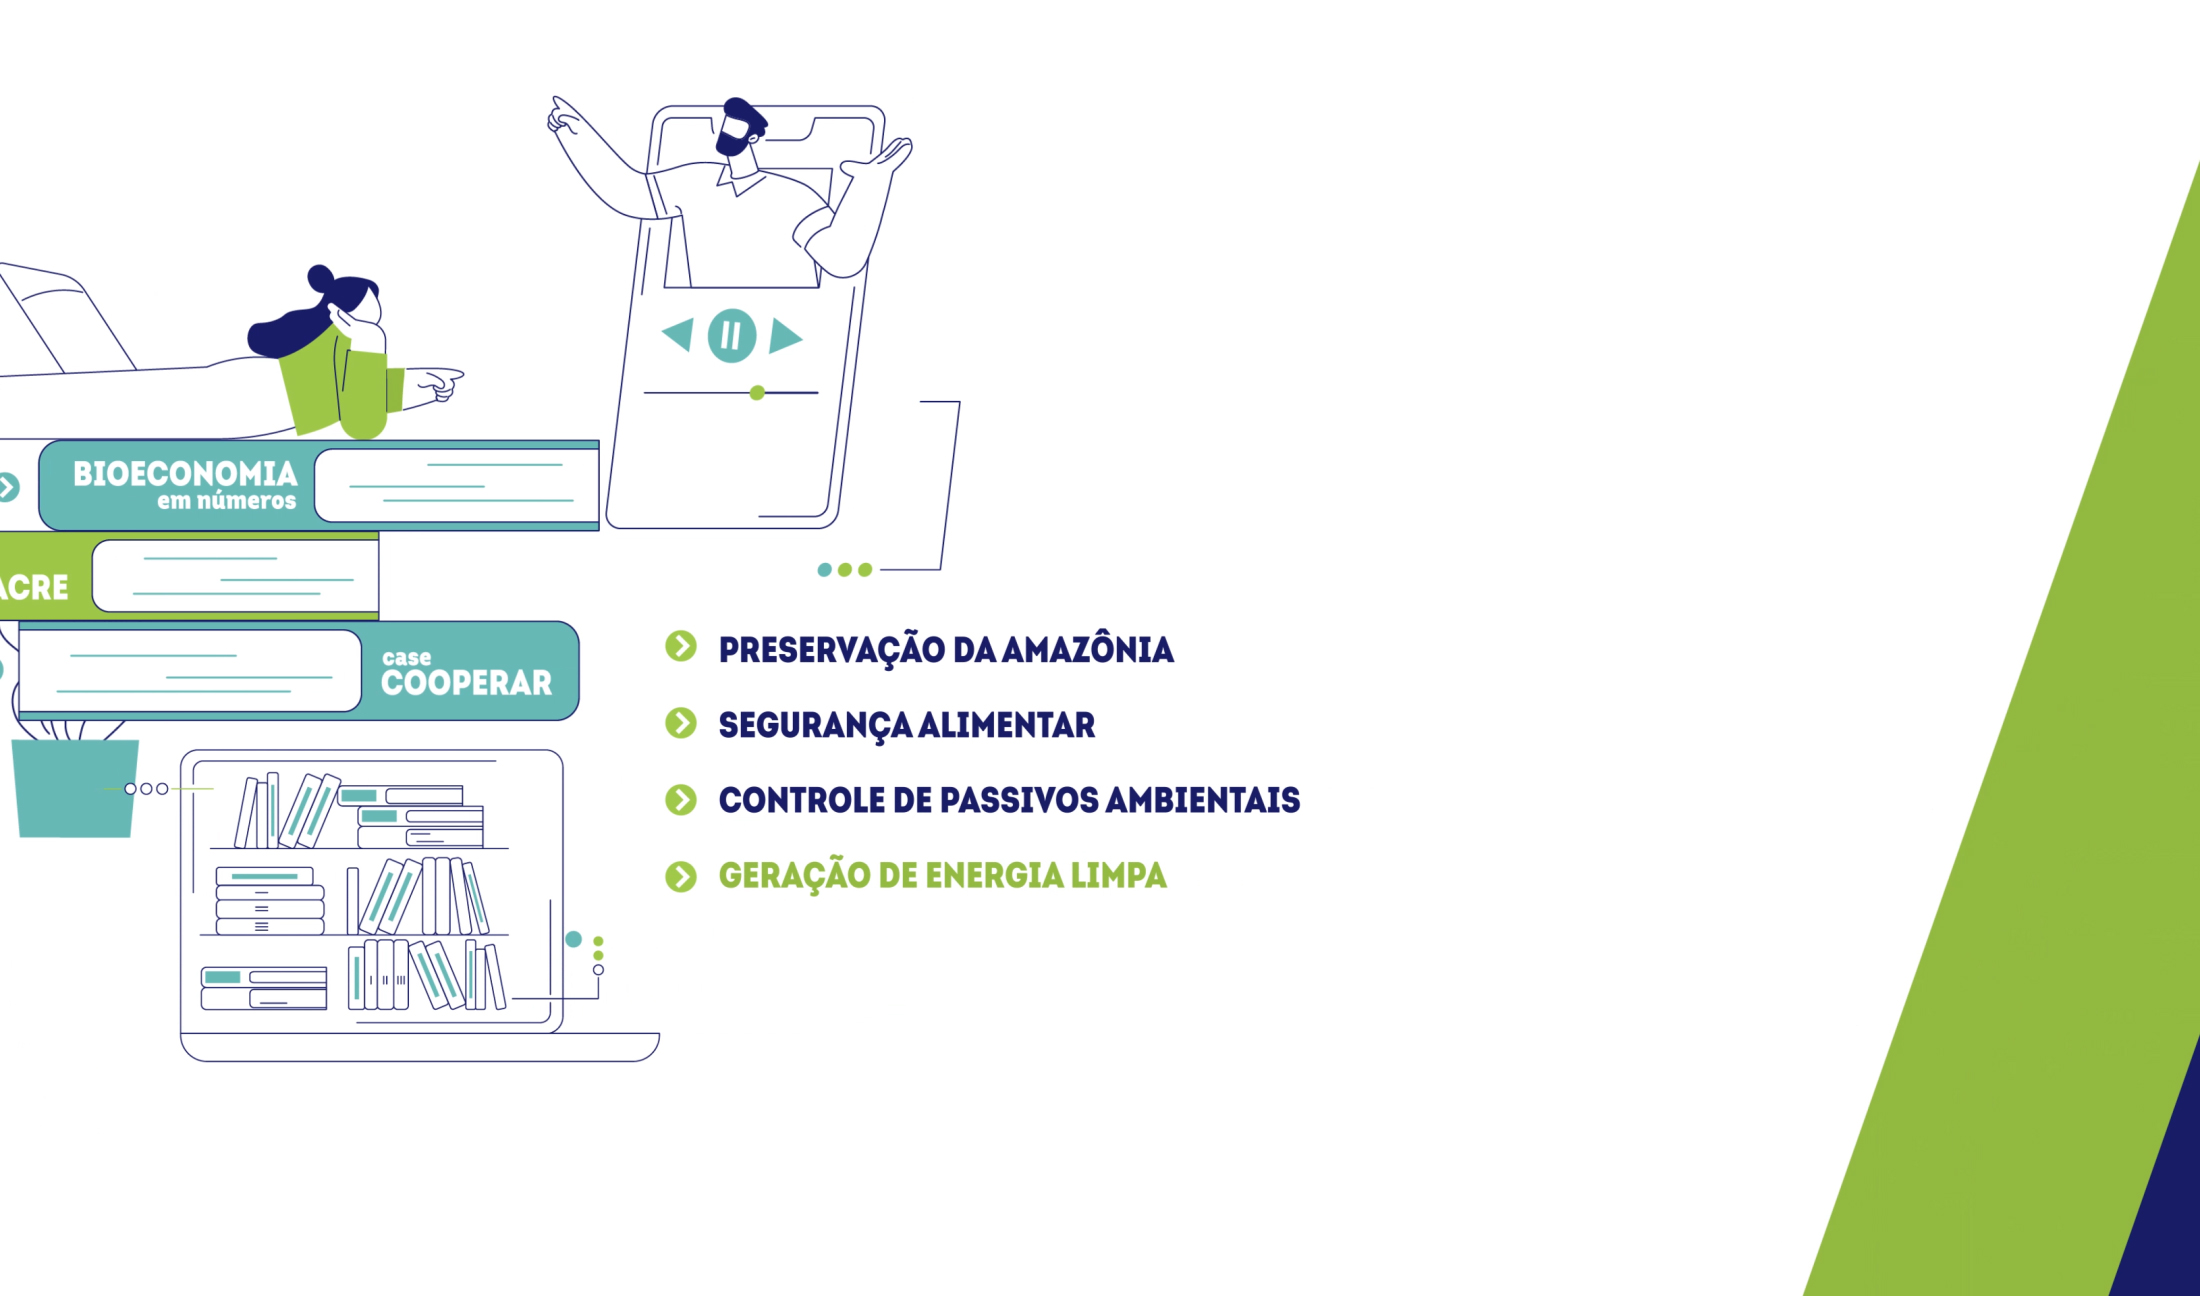 BIOECONOMIA
em números
ACRE
case
COOPERAR
PRESERVAÇÃO DA AMAZÔNIA
SEGURANÇA ALIMENTAR
CONTROLE DE PASSIVOS AMBIENTAIS
GERAÇÃO DE ENERGIA LIMPA